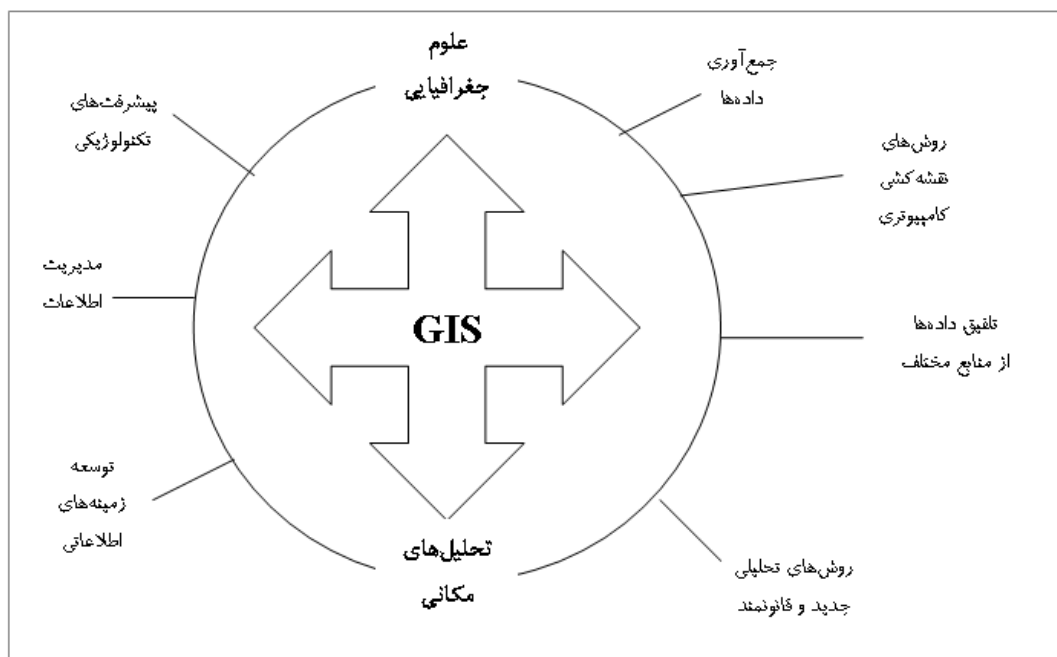 علوم
جغرافیایی
جمع‌آوری
داده‌ها
پیشرفت‌های
تکنولوژیکی
روش‌های
نقشه‌کشی
کامپیوتری
مدیریت
اطلاعات
GIS
تلفیق داده‌ها
از منابع مختلف
توسعه
زمینه‌های
اطلاعاتی
تحلیل‌های
مکانی
روش‌های تحلیلی
جدید و قانونمند